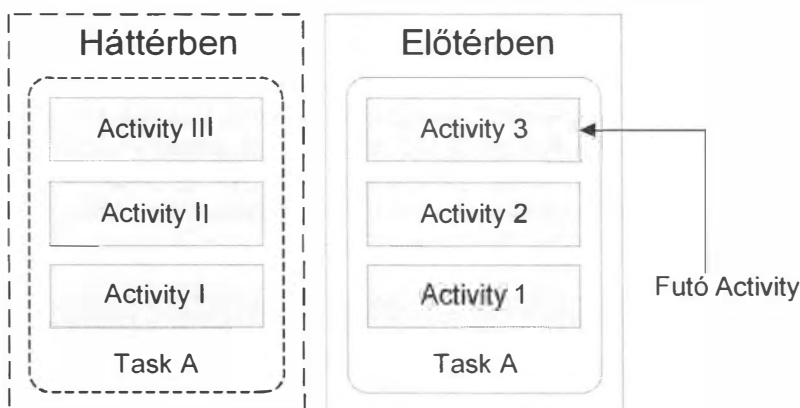 Háttérben
Activity III
Activity II
Activity I
Task A
Előtérben
Activity 3
Activity 2
Activity 1
Task A
Futó Activity